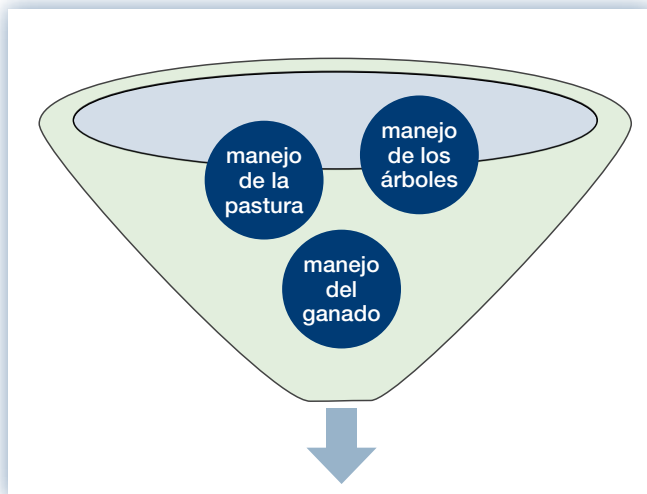 manejo
de la
pastura
manejo
de los
árboles
manejo
del
ganado